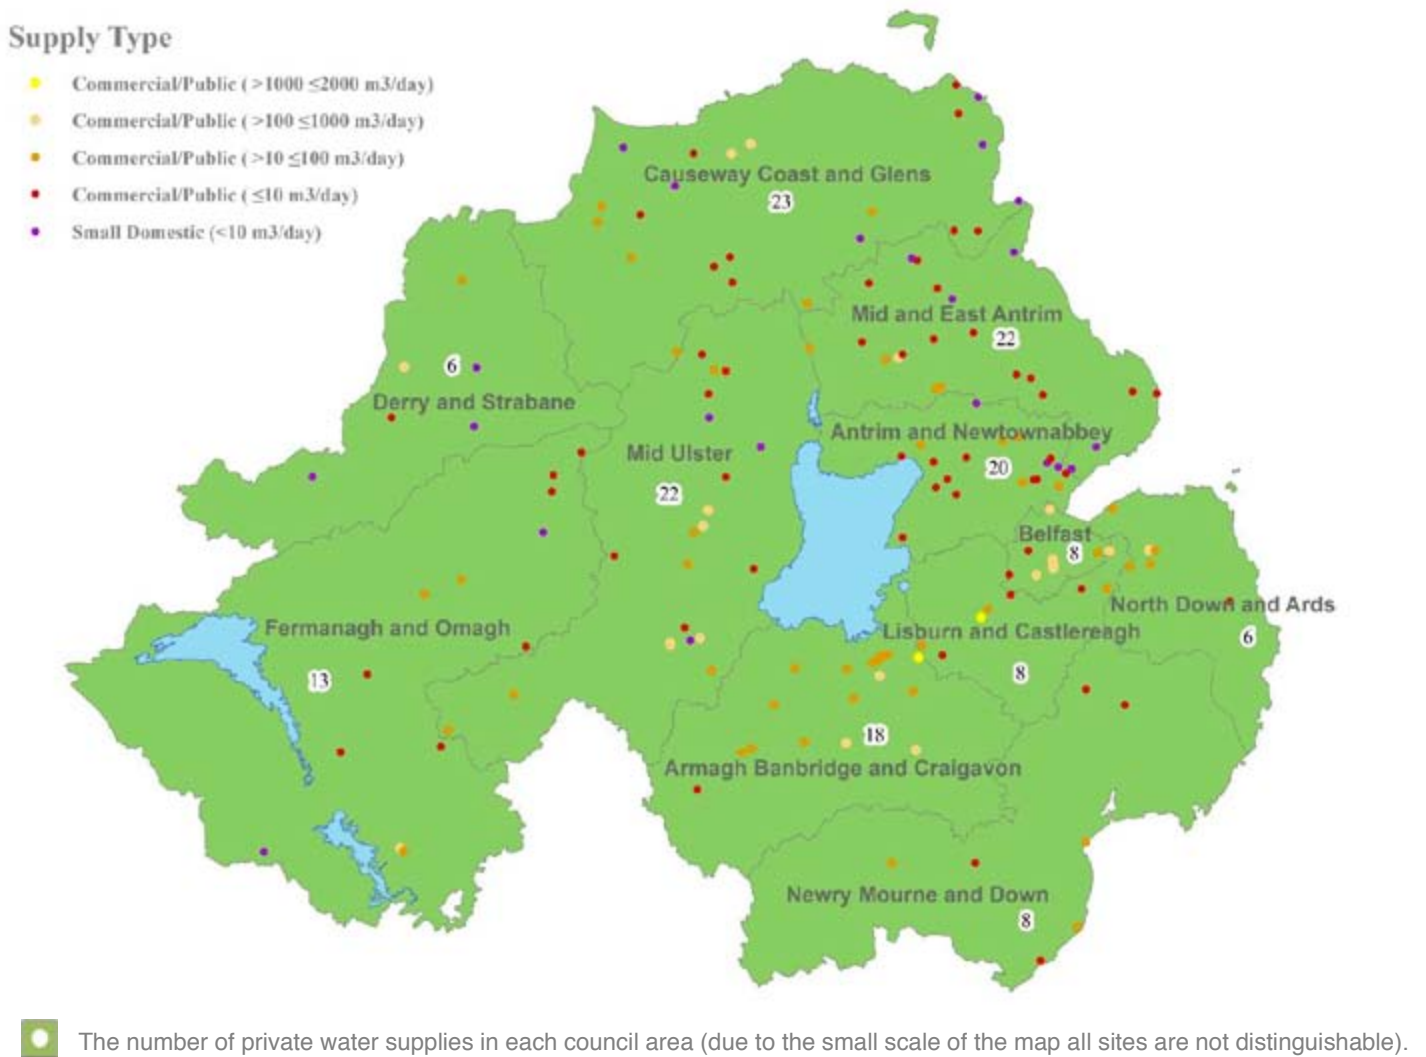 Supply Type
Commercial/Public ( >1000 ≤2000 m3/day)
Commercial/Public ( >100 ≤1000 m3/day)
Commercial/Public ( >10 ≤100 m3/day)
Commercial/Public ( ≤10 m3/day)
Small Domestic (<10 m3/day)
Causeway Coast and Glens
23
Mid and East Antrim
22
6
Derry and Strabane
Antrim and Newtownabbey
20
Mid Ulster
22
Belfast
8
North Down and Ards
6
Fermanagh and Omagh
13
Lisburn and Castlereagh
8
18
Armagh Banbridge and Craigavon
Newry Mourne and Down
8
The number of private water supplies in each council area (due to the small scale of the map all sites are not distinguishable).